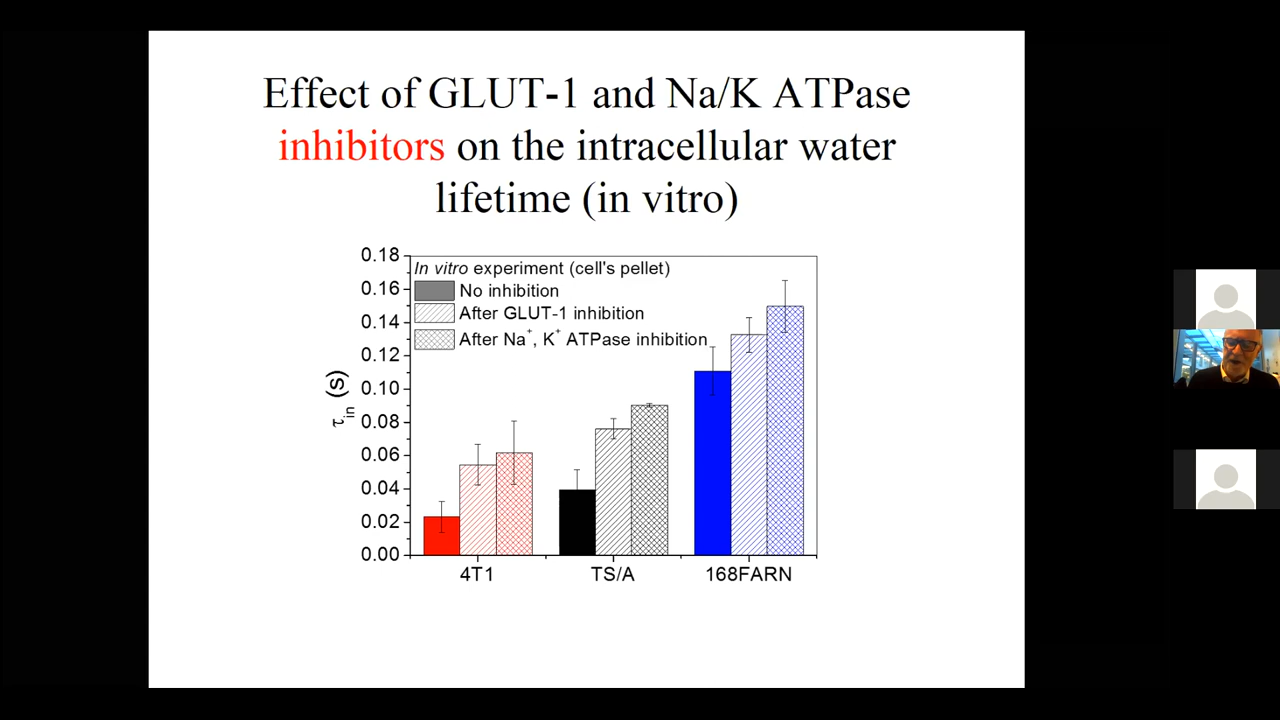 Effect of GLUT-1 and Na/K ATPase
inhibitors on the intracellular water
lifetime (in vitro)
In vitro experiment (cell's pellet)
No inhibition
After GLUT-1 inhibition
After Na⁺, K⁺ ATPase inhibition
τin (s)
0.18
0.16
0.14
0.12
0.10
0.08
0.06
0.04
0.02
0.00
4T1 TS/A 168FARN